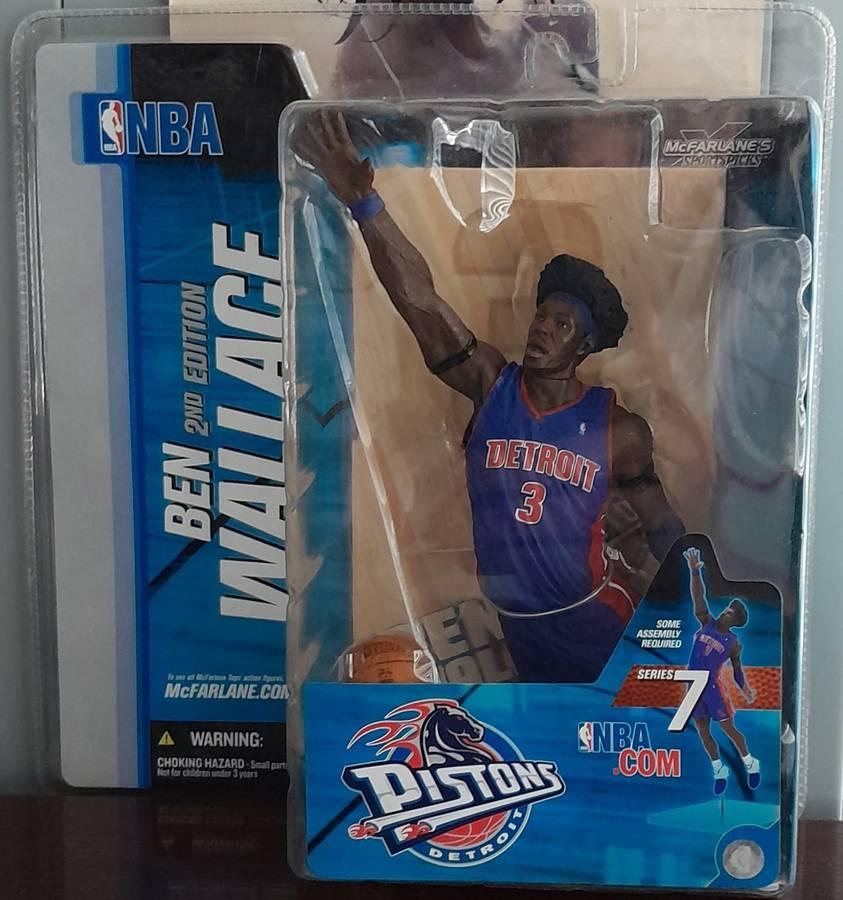 NBA
McFARLANE'S
SPORTSPICKS
BEN 2ND EDITION
WALLACE
DETROIT
3
BEN
SOME
ASSEMBLY
REQUIRED
SERIES 7
To see all McFarlane Toys action figures,
McFARLANE.COM
NBA
.COM
WARNING:
CHOKING HAZARD - Small parts
Not for children under 3 years
PISTONS
DETROIT